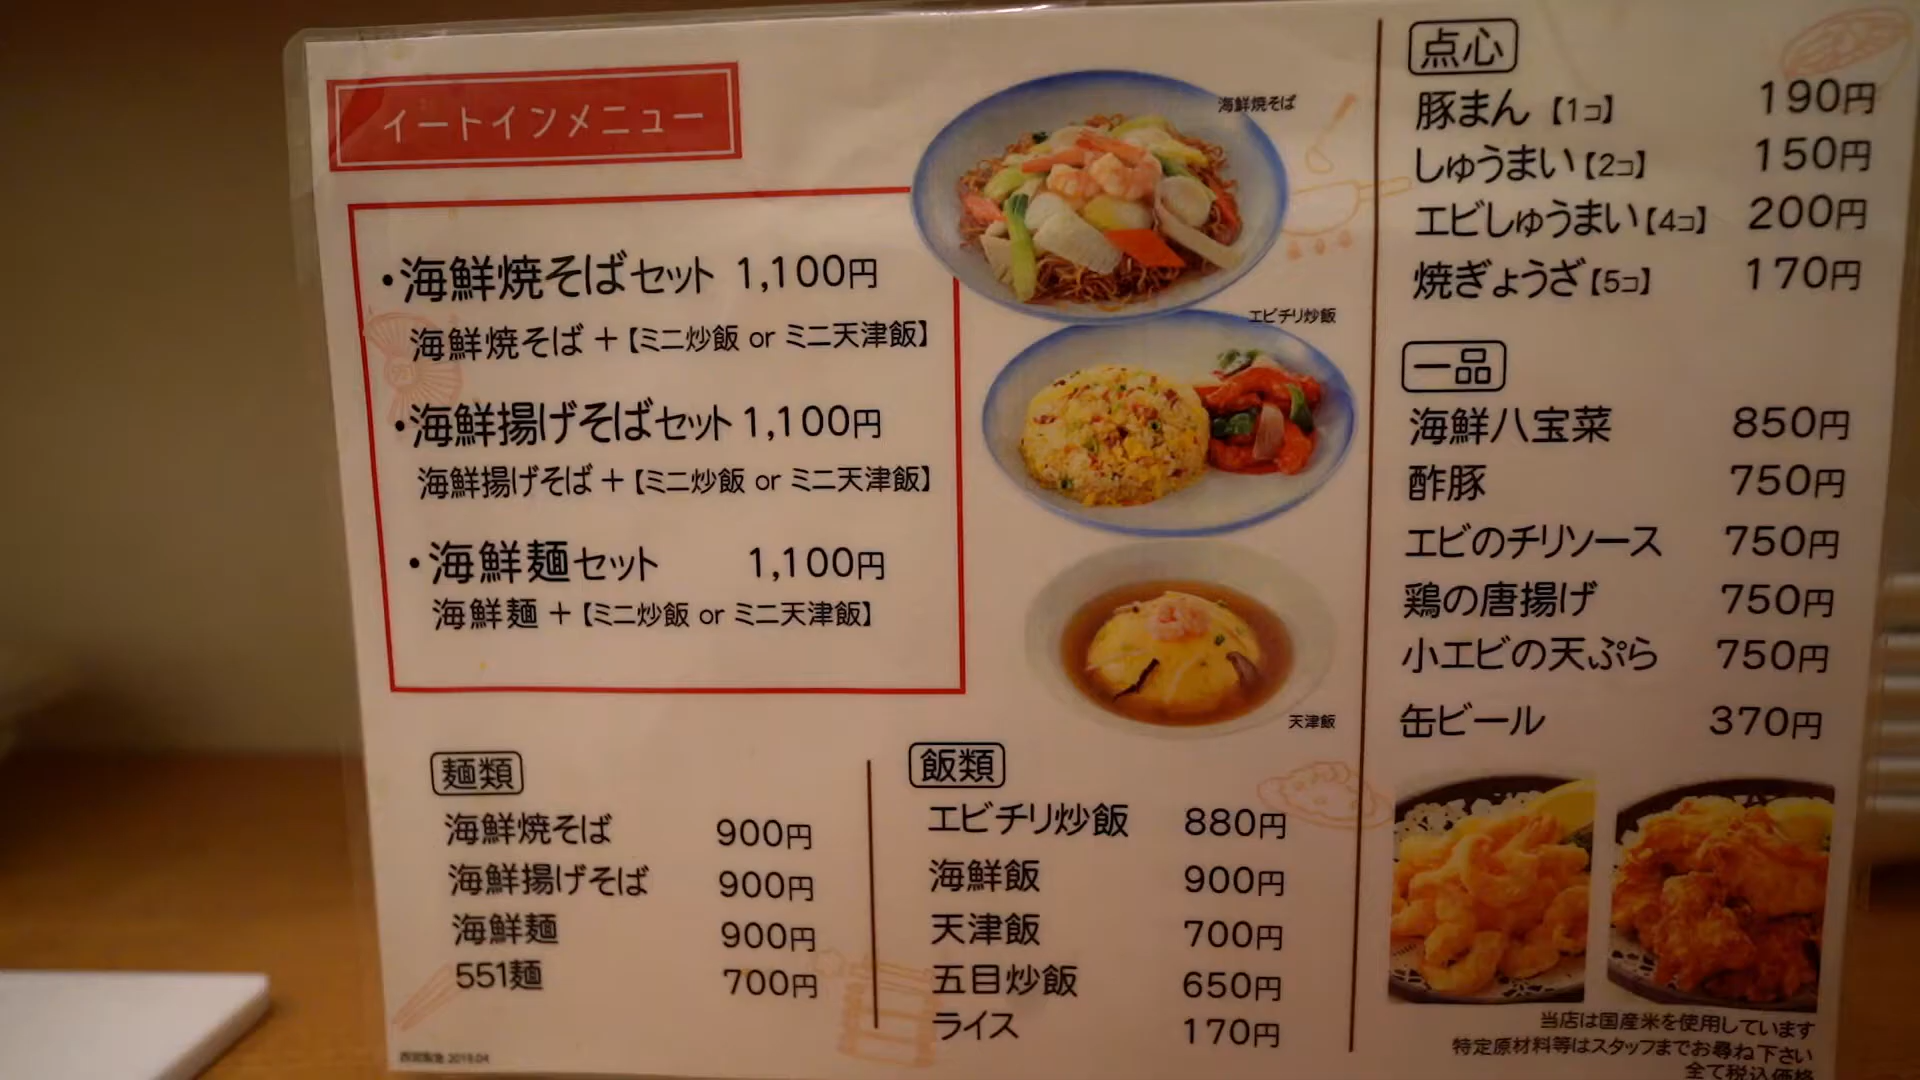 イートインメニュー
・海鮮焼そばセット 1,100円
海鮮焼そば＋【ミニ炒飯 or ミニ天津飯】
・海鮮揚げそばセット 1,100円
海鮮揚げそば＋【ミニ炒飯 or ミニ天津飯】
・海鮮麺セット 1,100円
海鮮麺＋【ミニ炒飯 or ミニ天津飯】
海鮮焼そば
エビチリ炒飯
天津飯
麺類
海鮮焼そば 900円
海鮮揚げそば 900円
海鮮麺 900円
551麺 700円
飯類
エビチリ炒飯 880円
海鮮飯 900円
天津飯 700円
五目炒飯 650円
ライス 170円
点心
豚まん【1コ】 190円
しゅうまい【2コ】 150円
エビしゅうまい【4コ】 200円
焼ぎょうざ【5コ】 170円
一品
海鮮八宝菜 850円
酢豚 750円
エビのチリソース 750円
鶏の唐揚げ 750円
小エビの天ぷら 750円
缶ビール 370円
当店は国産米を使用しています
特定原材料等はスタッフまでお尋ね下さい
全て税込価格